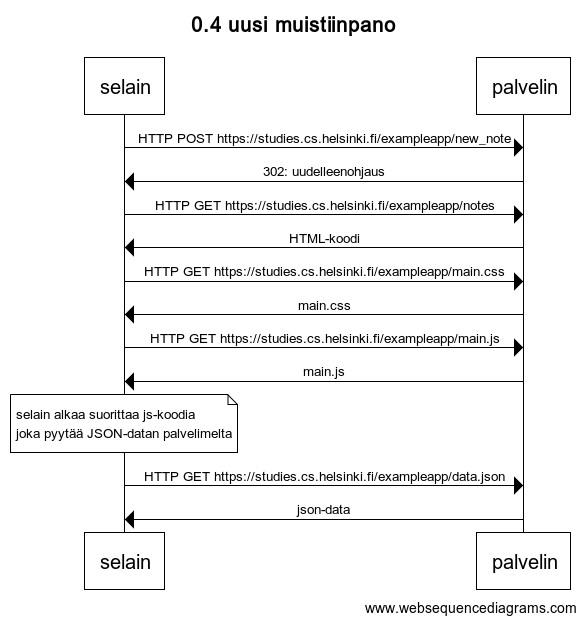 0.4 uusi muistiinpano
selain
palvelin
HTTP POST https://studies.cs.helsinki.fi/exampleapp/new_note
302: uudelleenohjaus
HTTP GET https://studies.cs.helsinki.fi/exampleapp/notes
HTML-koodi
HTTP GET https://studies.cs.helsinki.fi/exampleapp/main.css
main.css
HTTP GET https://studies.cs.helsinki.fi/exampleapp/main.js
main.js
selain alkaa suorittaa js-koodia
joka pyytää JSON-datan palvelimelta
HTTP GET https://studies.cs.helsinki.fi/exampleapp/data.json
json-data
selain
palvelin
www.websequencediagrams.com